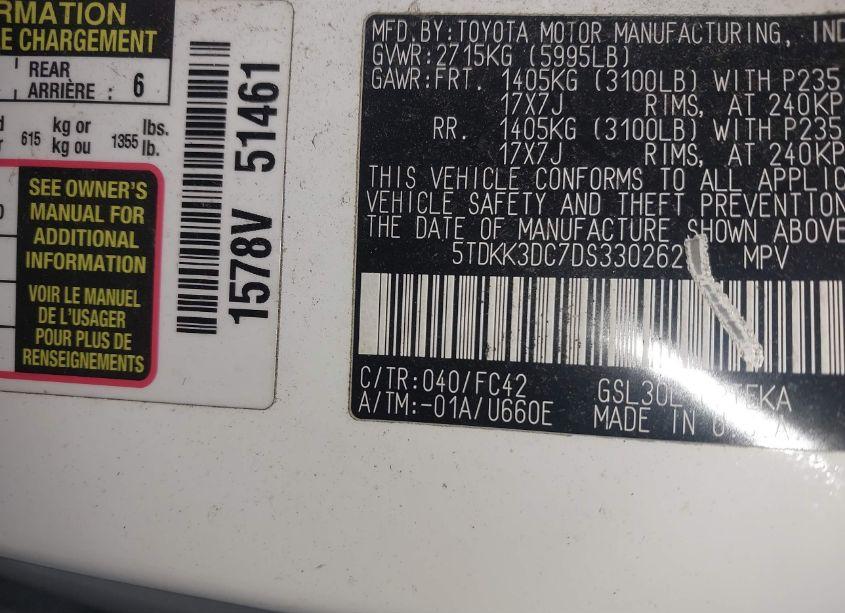 ORMATION
E CHARGEMENT
REAR
ARRIÈRE : 6
615 kg or
kg ou 1355 lbs.
lb.
SEE OWNER'S
MANUAL FOR
ADDITIONAL
INFORMATION
VOIR LE MANUEL
DE L'USAGER
POUR PLUS DE
RENSEIGNEMENTS
1578V 51461
MFD.BY:TOYOTA MOTOR MANUFACTURING, IND
GVWR:2715KG (5995LB)
GAWR:FRT. 1405KG (3100LB) WITH P235
17X7J RIMS, AT 240KP
RR. 1405KG (3100LB) WITH P235
17X7J RIMS, AT 240KP
THIS VEHICLE CONFORMS TO ALL APPLIC
VEHICLE SAFETY AND THEFT PREVENTION
THE DATE OF MANUFACTURE SHOWN ABOVE
5TDKK3DC7DS330262 MPV
C/TR:040/FC42
A/TM:-01A/U660E
MADE IN